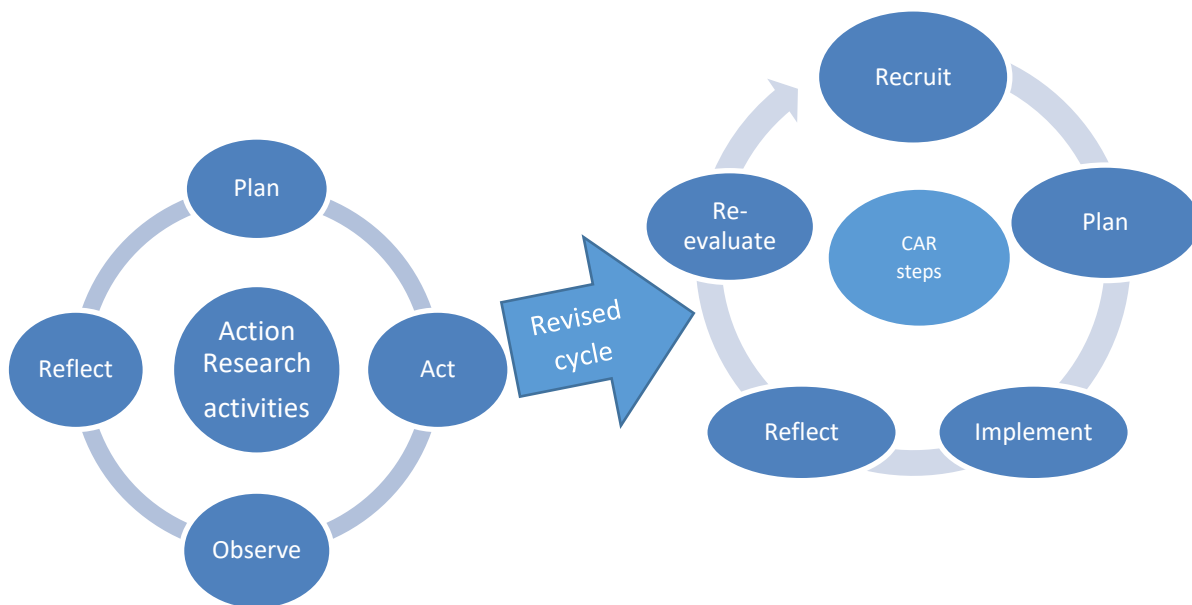 Plan
Act
Observe
Reflect
Action
Research
activities
Revised
cycle
Recruit
Plan
Implement
Reflect
Re-
evaluate
CAR
steps